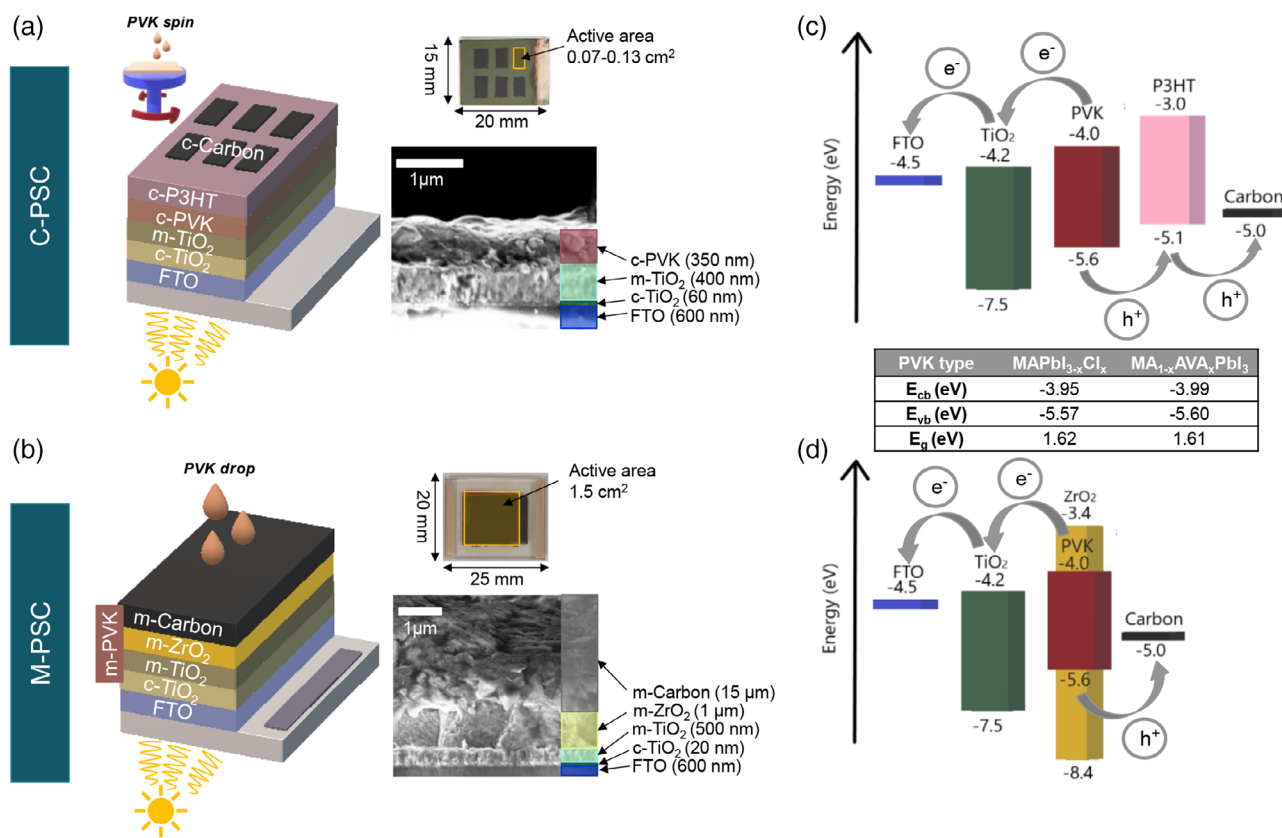 (a)
C-PSC
PVK spin
c-Carbon
c-P3HT
c-PVK
m-TiO₂
c-TiO₂
FTO
15 mm
20 mm
Active area
0.07-0.13 cm²
1µm
c-PVK (350 nm)
m-TiO₂ (400 nm)
c-TiO₂ (60 nm)
FTO (600 nm)
(b)
M-PSC
PVK drop
m-PVK
m-Carbon
m-ZrO₂
m-TiO₂
c-TiO₂
FTO
20 mm
25 mm
Active area
1.5 cm²
1µm
m-Carbon (15 µm)
m-ZrO₂ (1 µm)
m-TiO₂ (500 nm)
c-TiO₂ (20 nm)
FTO (600 nm)
(c)
Energy (eV)
e⁻
e⁻
FTO
-4.5
TiO₂
-4.2
-7.5
PVK
-4.0
-5.6
P3HT
-3.0
-5.1
Carbon
-5.0
h⁺
h⁺
PVK type MAPbI₃₋ₓClₓ MA₁₋ₓAVAₓPbI₃
E_cb (eV) -3.95 -3.99
E_vb (eV) -5.57 -5.60
E_g (eV) 1.62 1.61
(d)
Energy (eV)
e⁻
e⁻
FTO
-4.5
TiO₂
-4.2
-7.5
ZrO₂
-3.4
PVK
-4.0
-5.6
-8.4
Carbon
-5.0
h⁺